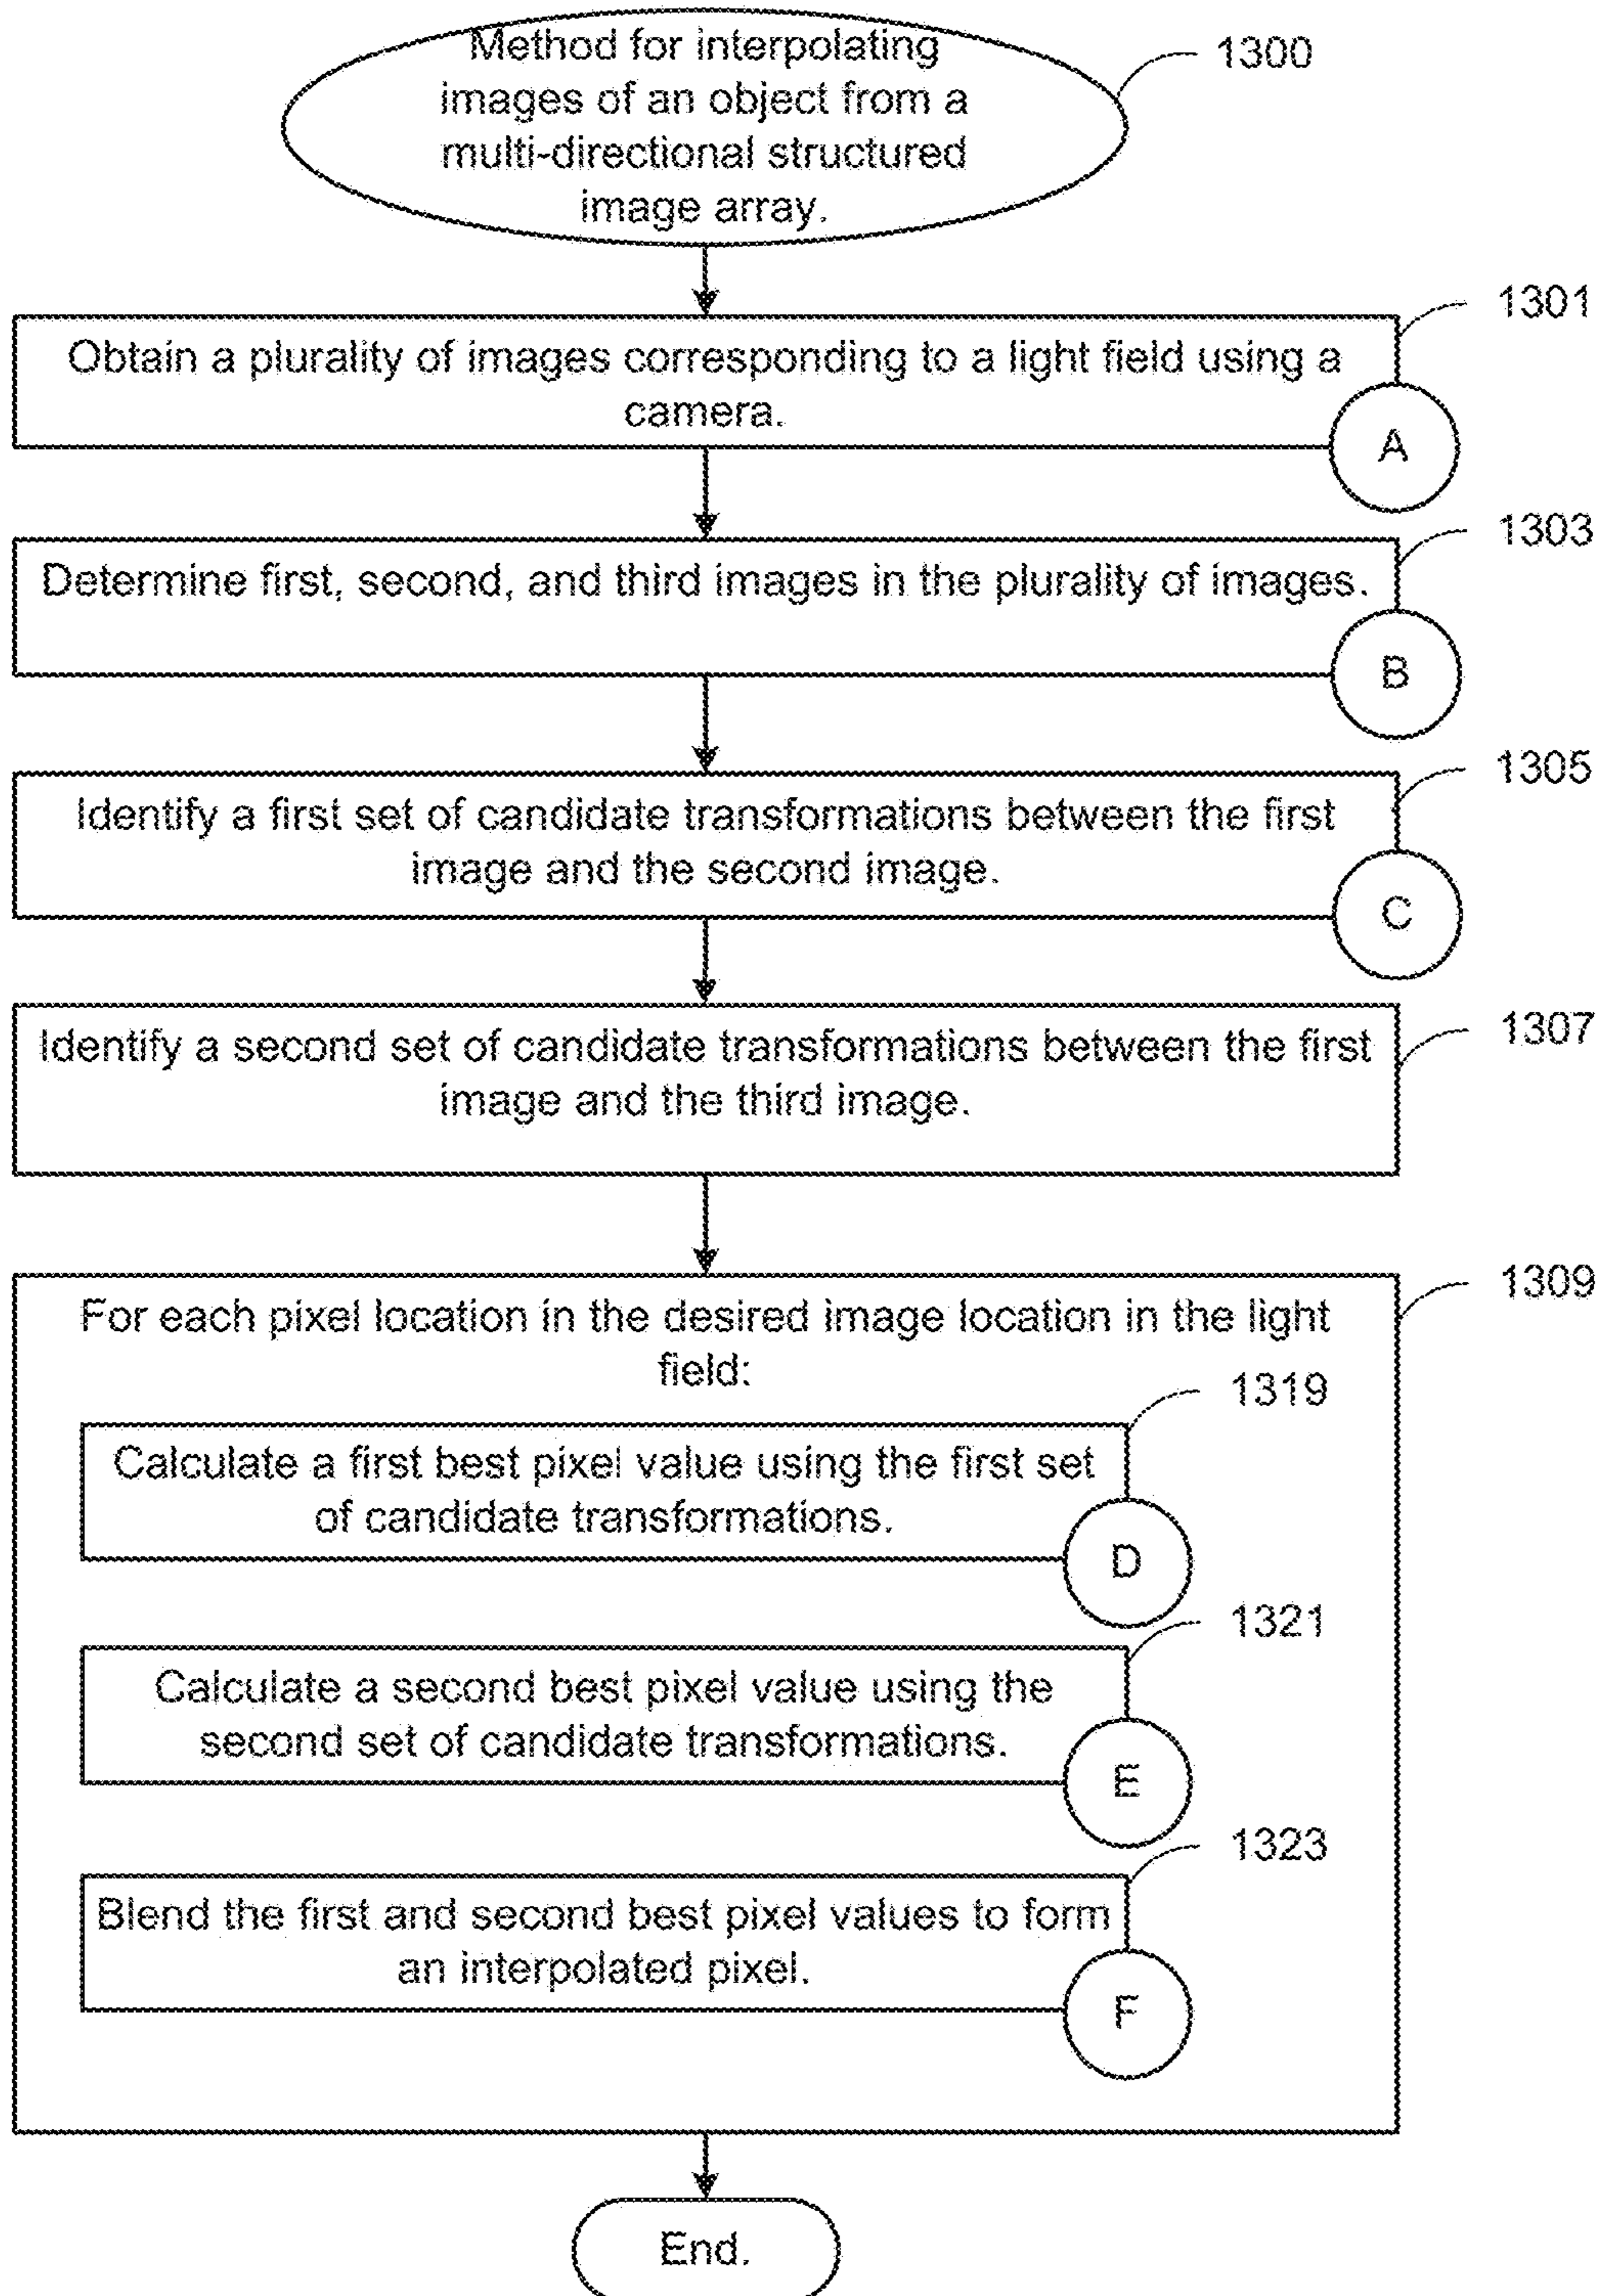 Method for interpolating
images of an object from a
multi-directional structured
image array.
1300
1301
Obtain a plurality of images corresponding to a light field using a
camera.
A
1303
Determine first, second, and third images in the plurality of images.
B
1305
Identify a first set of candidate transformations between the first
image and the second image.
C
1307
Identify a second set of candidate transformations between the first
image and the third image.
1309
For each pixel location in the desired image location in the light
field:
1319
Calculate a first best pixel value using the first set
of candidate transformations.
D
1321
Calculate a second best pixel value using the
second set of candidate transformations.
E
1323
Blend the first and second best pixel values to form
an interpolated pixel.
F
End.